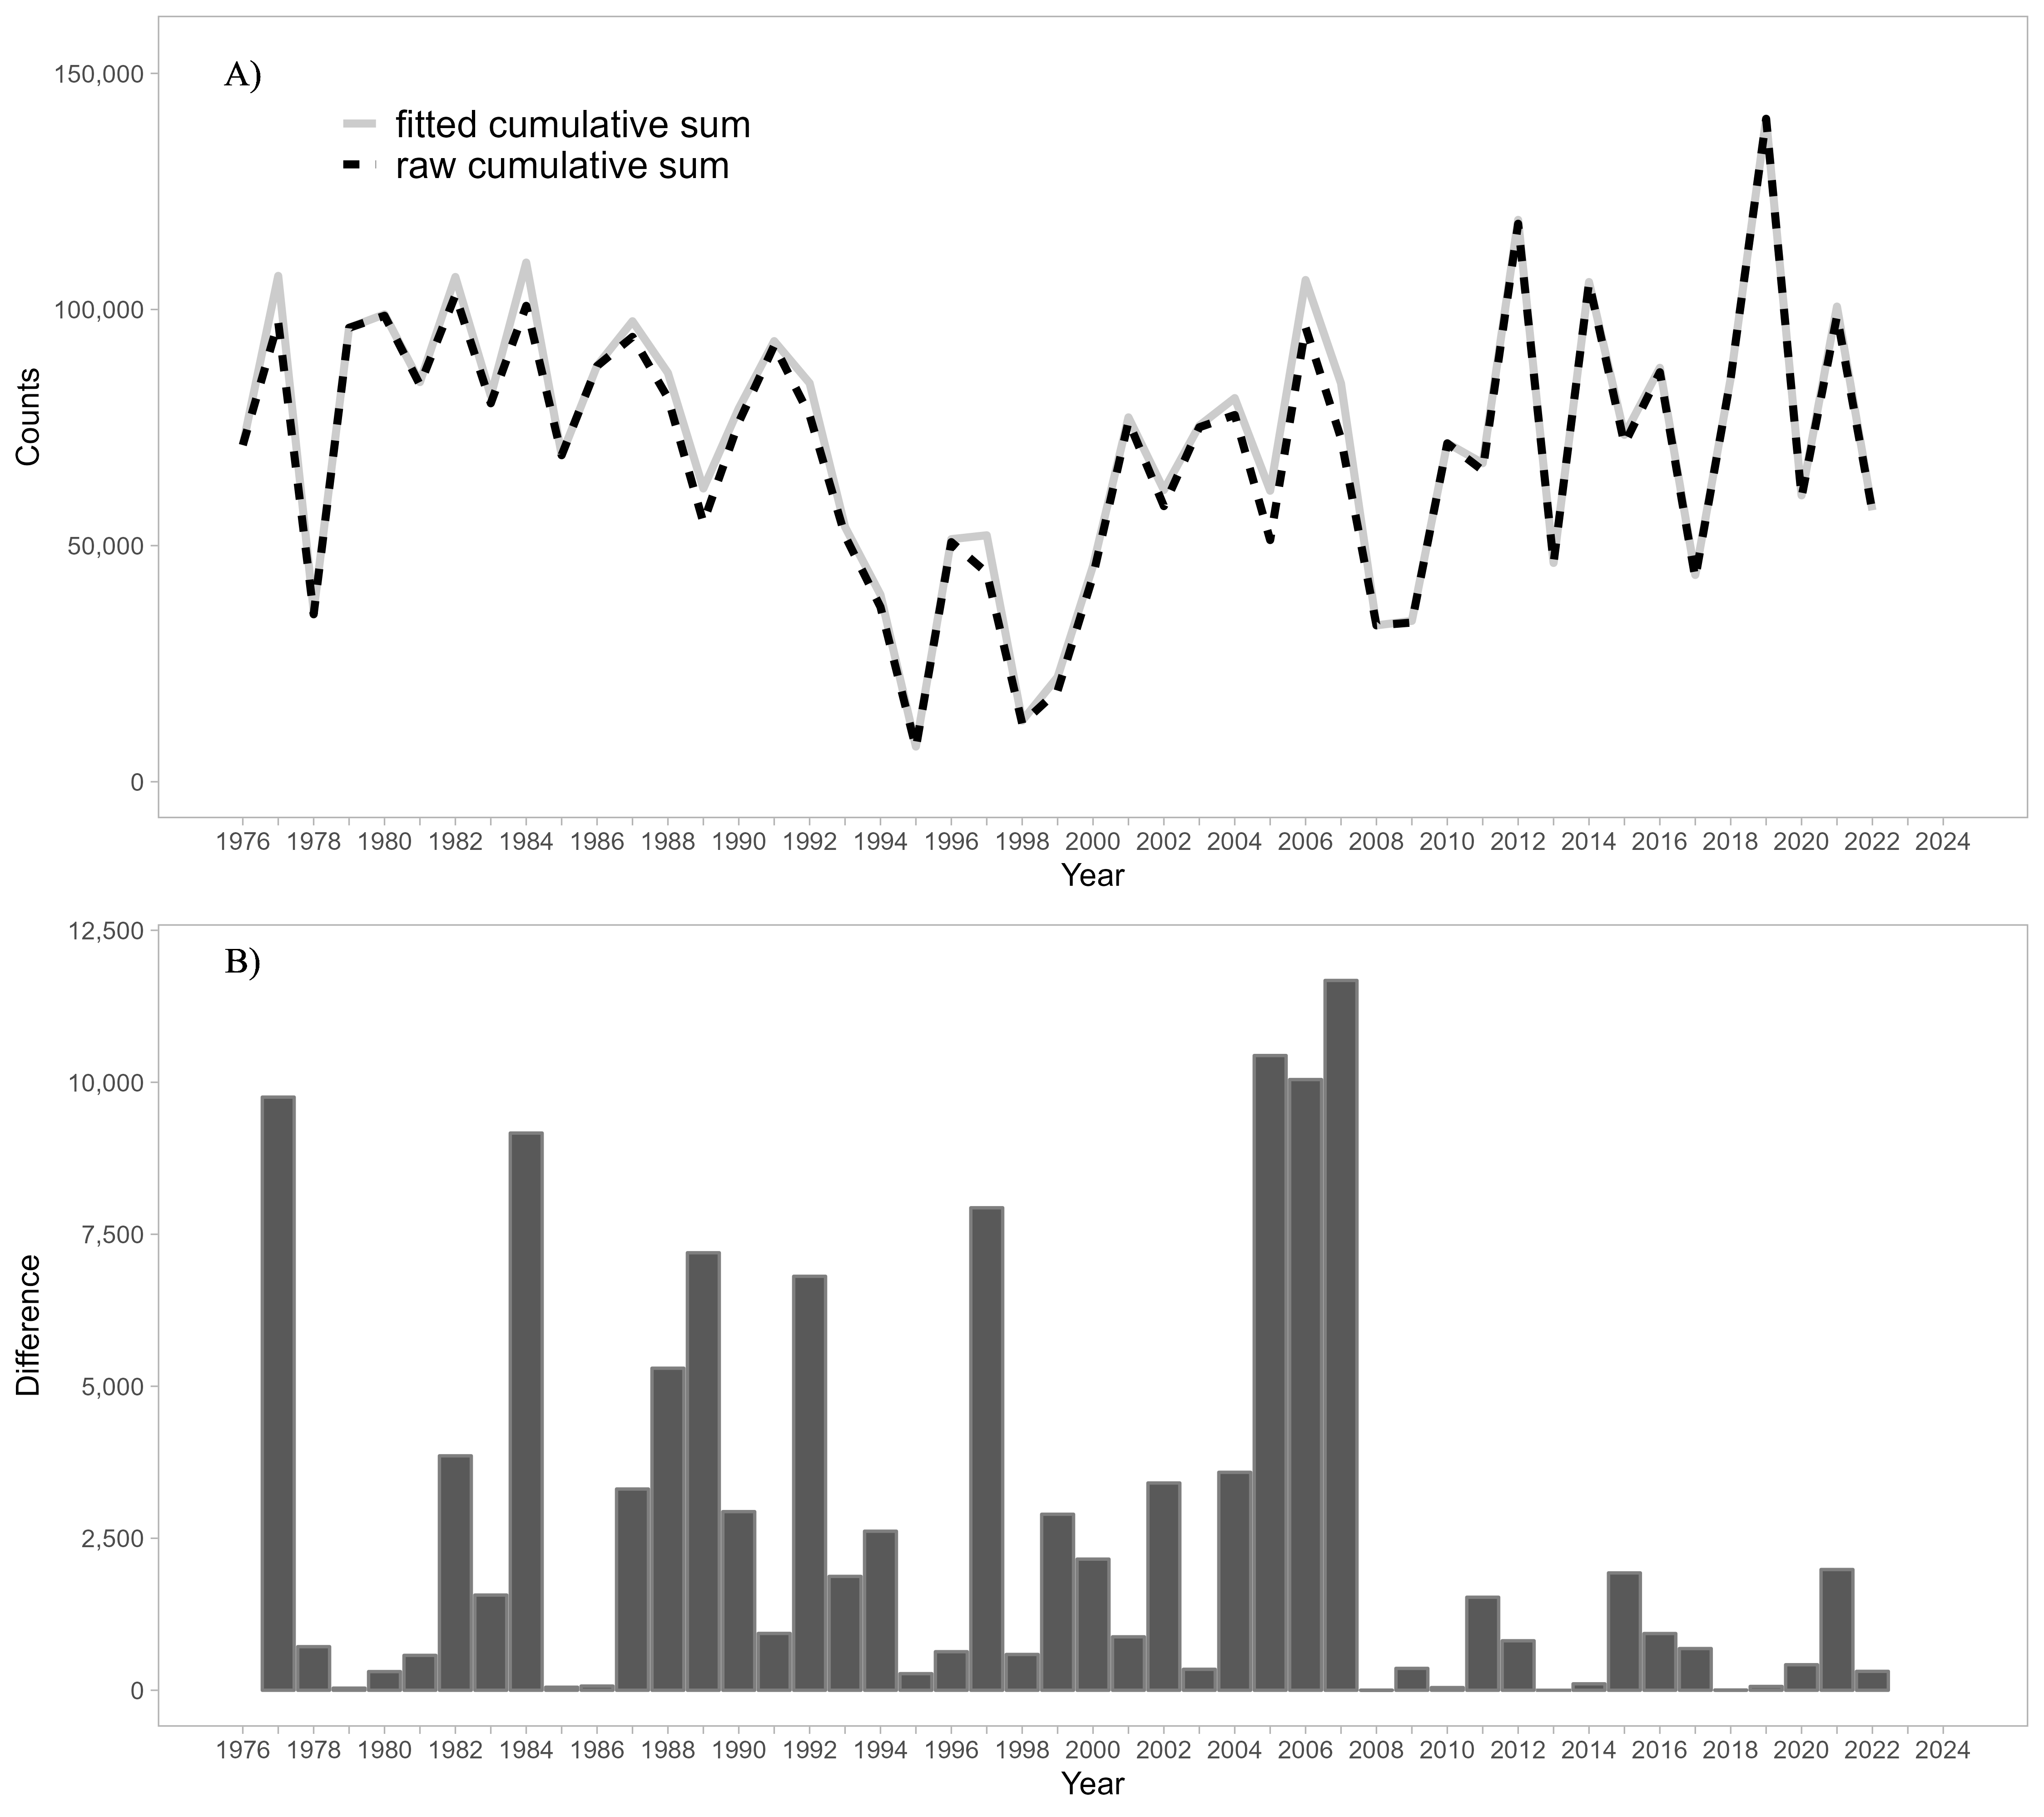 A)
fitted cumulative sum
raw cumulative sum
150,000
100,000
50,000
0
Counts
1976 1978 1980 1982 1984 1986 1988 1990 1992 1994 1996 1998 2000 2002 2004 2006 2008 2010 2012 2014 2016 2018 2020 2022 2024
Year
B)
12,500
10,000
7,500
5,000
2,500
0
Difference
1976 1978 1980 1982 1984 1986 1988 1990 1992 1994 1996 1998 2000 2002 2004 2006 2008 2010 2012 2014 2016 2018 2020 2022 2024
Year